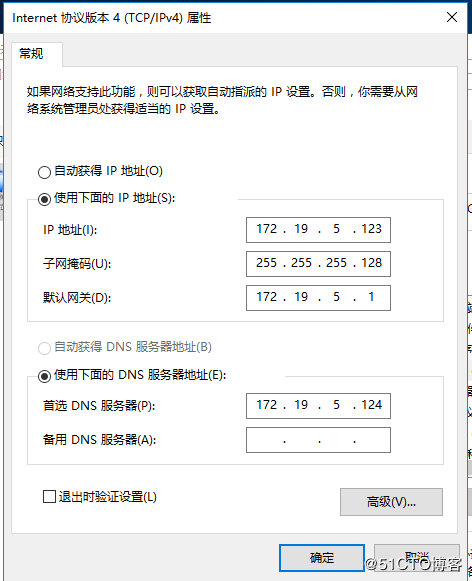 Internet 协议版本 4 (TCP/IPv4) 属性
常规
如果网络支持此功能，则可以获取自动指派的 IP 设置。否则，你需要从网
络系统管理员处获得适当的 IP 设置。
自动获得 IP 地址(O)
使用下面的 IP 地址(S):
IP 地址(I): 172 . 19 . 5 . 123
子网掩码(U): 255 . 255 . 255 . 128
默认网关(D): 172 . 19 . 5 . 1
自动获得 DNS 服务器地址(B)
使用下面的 DNS 服务器地址(E):
首选 DNS 服务器(P): 172 . 19 . 5 . 124
备用 DNS 服务器(A): . . .
退出时验证设置(L)
高级(V)...
确定 取消
@51CTO博客